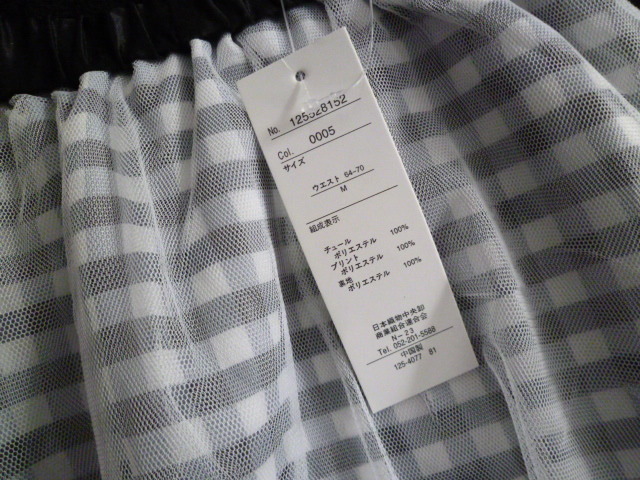 No. 125528152
Col. 0005
サイズ
ウエスト 64-70
M
組成表示
チュール
ポリエステル 100%
プリント
ポリエステル 100%
裏地
ポリエステル 100%
日本織物中央卸
商業組合連合会
N-23
Tel. 052-201-5588
中国製
125-4077 81